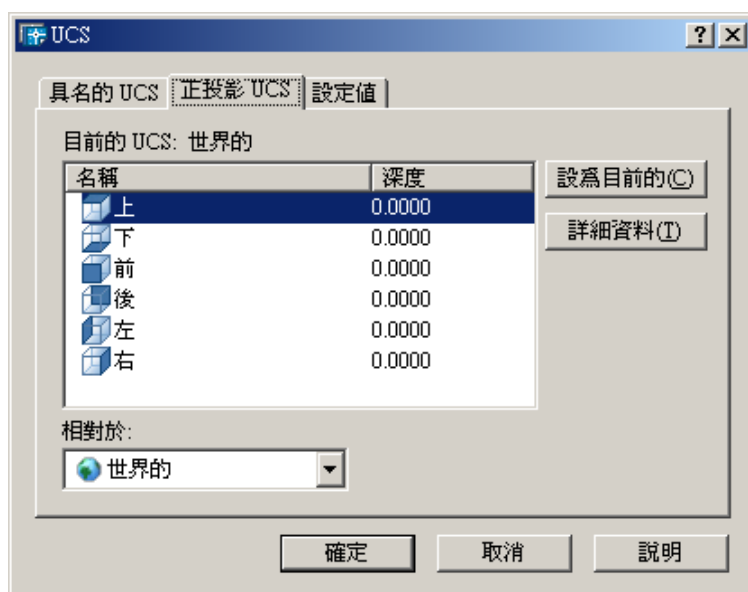 UCS
具名的 UCS 正投影 UCS 設定值
目前的 UCS: 世界的
名稱 深度
上 0.0000
下 0.0000
前 0.0000
後 0.0000
左 0.0000
右 0.0000
設為目前的(C)
詳細資料(T)
相對於:
世界的
確定 取消 說明